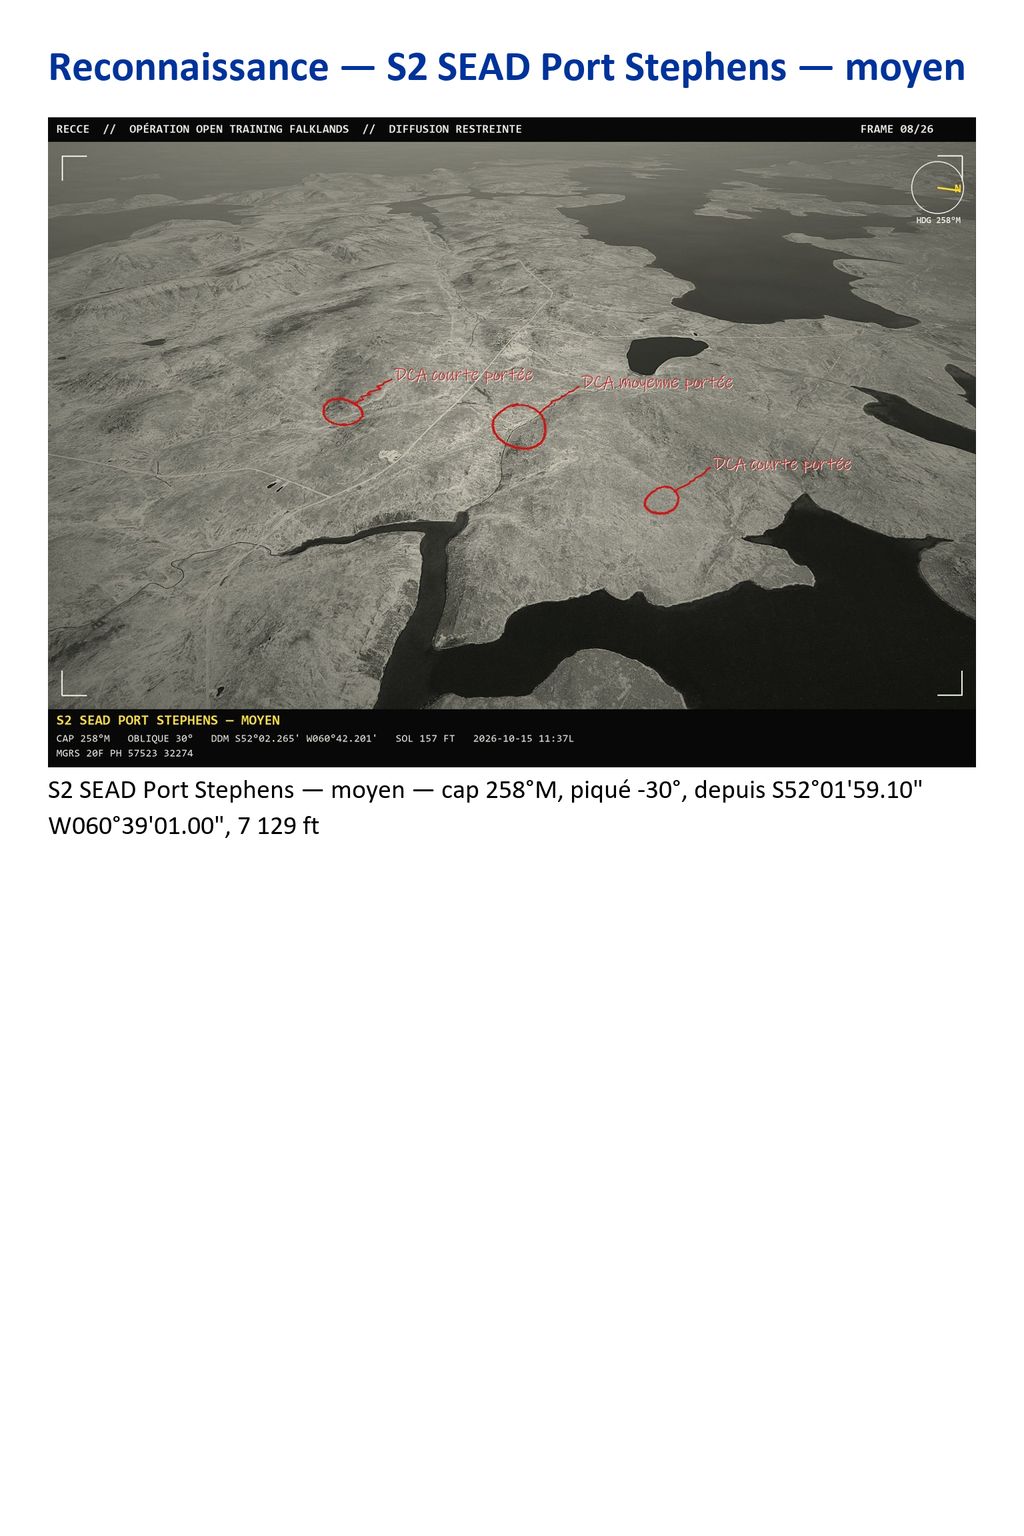 Reconnaissance — S2 SEAD Port Stephens — moyen
RECCE // OPÉRATION OPEN TRAINING FALKLANDS // DIFFUSION RESTREINTE FRAME 08/26
N
HDG 258°M
DCA courte portée
DCA moyenne portée
DCA courte portée
S2 SEAD PORT STEPHENS — MOYEN
CAP 258°M OBLIQUE 30° DDM S52°02.265' W060°42.201' SOL 157 FT 2026-10-15 11:37L
MGRS 20F PH 57523 32274
S2 SEAD Port Stephens — moyen — cap 258°M, piqué -30°, depuis S52°01'59.10"
W060°39'01.00", 7 129 ft